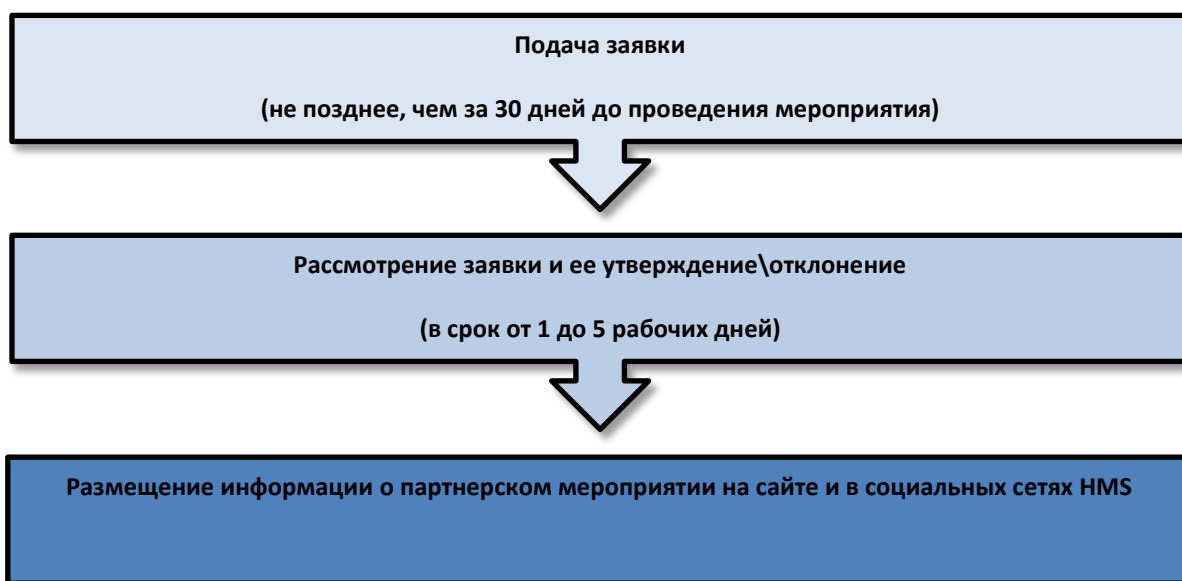 Подача заявки
(не позднее, чем за 30 дней до проведения мероприятия)
Рассмотрение заявки и ее утверждение\отклонение
(в срок от 1 до 5 рабочих дней)
Размещение информации о партнерском мероприятии на сайте и в социальных сетях HMS